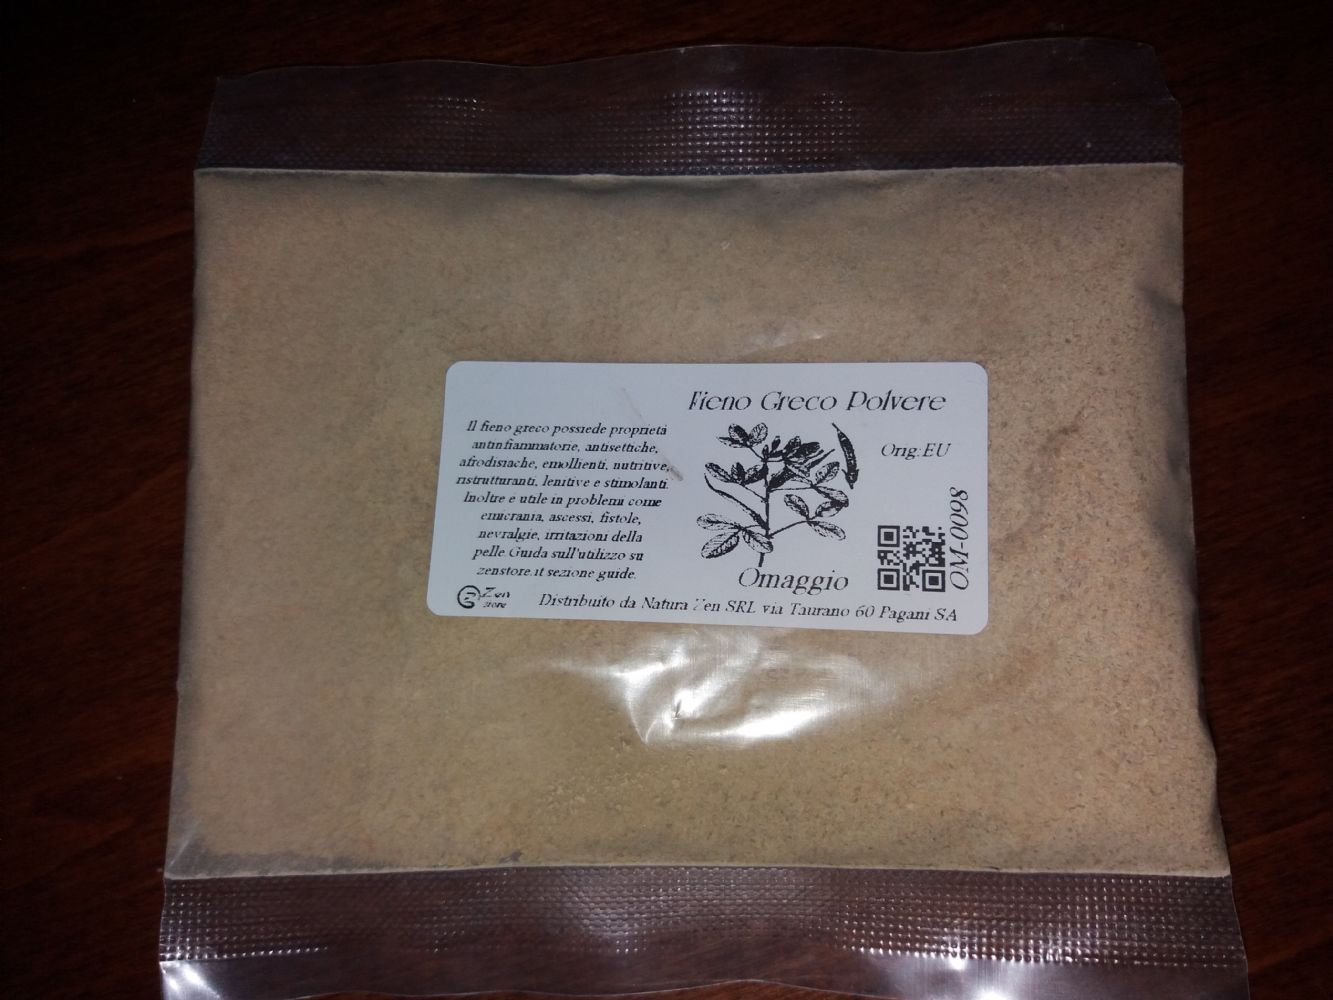 Fieno Greco Polvere
Il fieno greco possiede proprietà
antinfiammatorie, antisettiche,
afrodisiache, emollienti, nutritive,
ristrutturanti, lenitive e stimolanti.
Inoltre è utile in problemi come
emicrania, ascessi, fistole,
nevralgie, irritazioni della
pelle Guida sull'utilizzo su
zenstore.it sezione guide.
Orig:EU
OM-0098
Omaggio
Zen
store
Distribuito da Natura Zen SRL via Taurano 60 Pagani SA